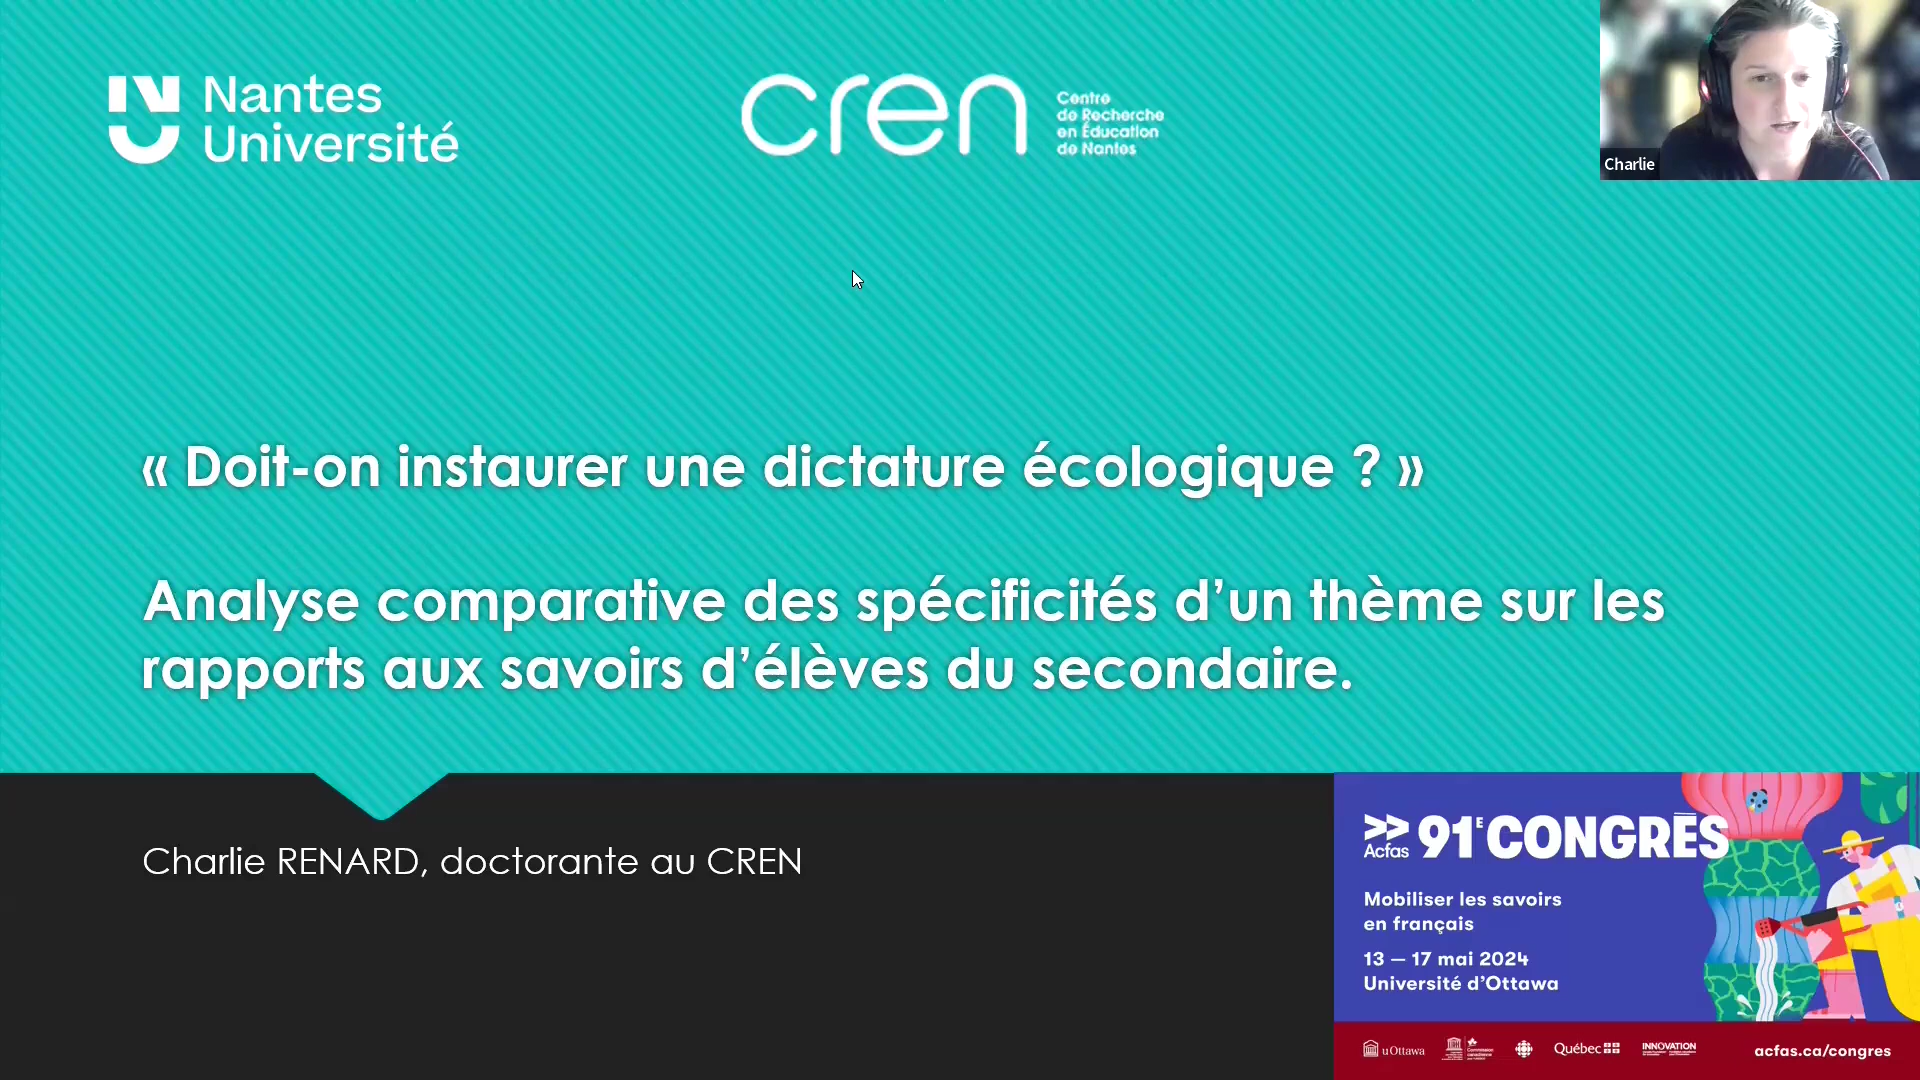 Nantes
Université
cren
Centre
de Recherche
en Éducation
de Nantes
Charlie
« Doit-on instaurer une dictature écologique ? »
Analyse comparative des spécificités d’un thème sur les
rapports aux savoirs d’élèves du secondaire.
Charlie RENARD, doctorante au CREN
Acfas
91E CONGRÈS
Mobiliser les savoirs
en français
13 — 17 mai 2024
Université d’Ottawa
uOttawa
Québec
INNOVATION
acfas.ca/congres